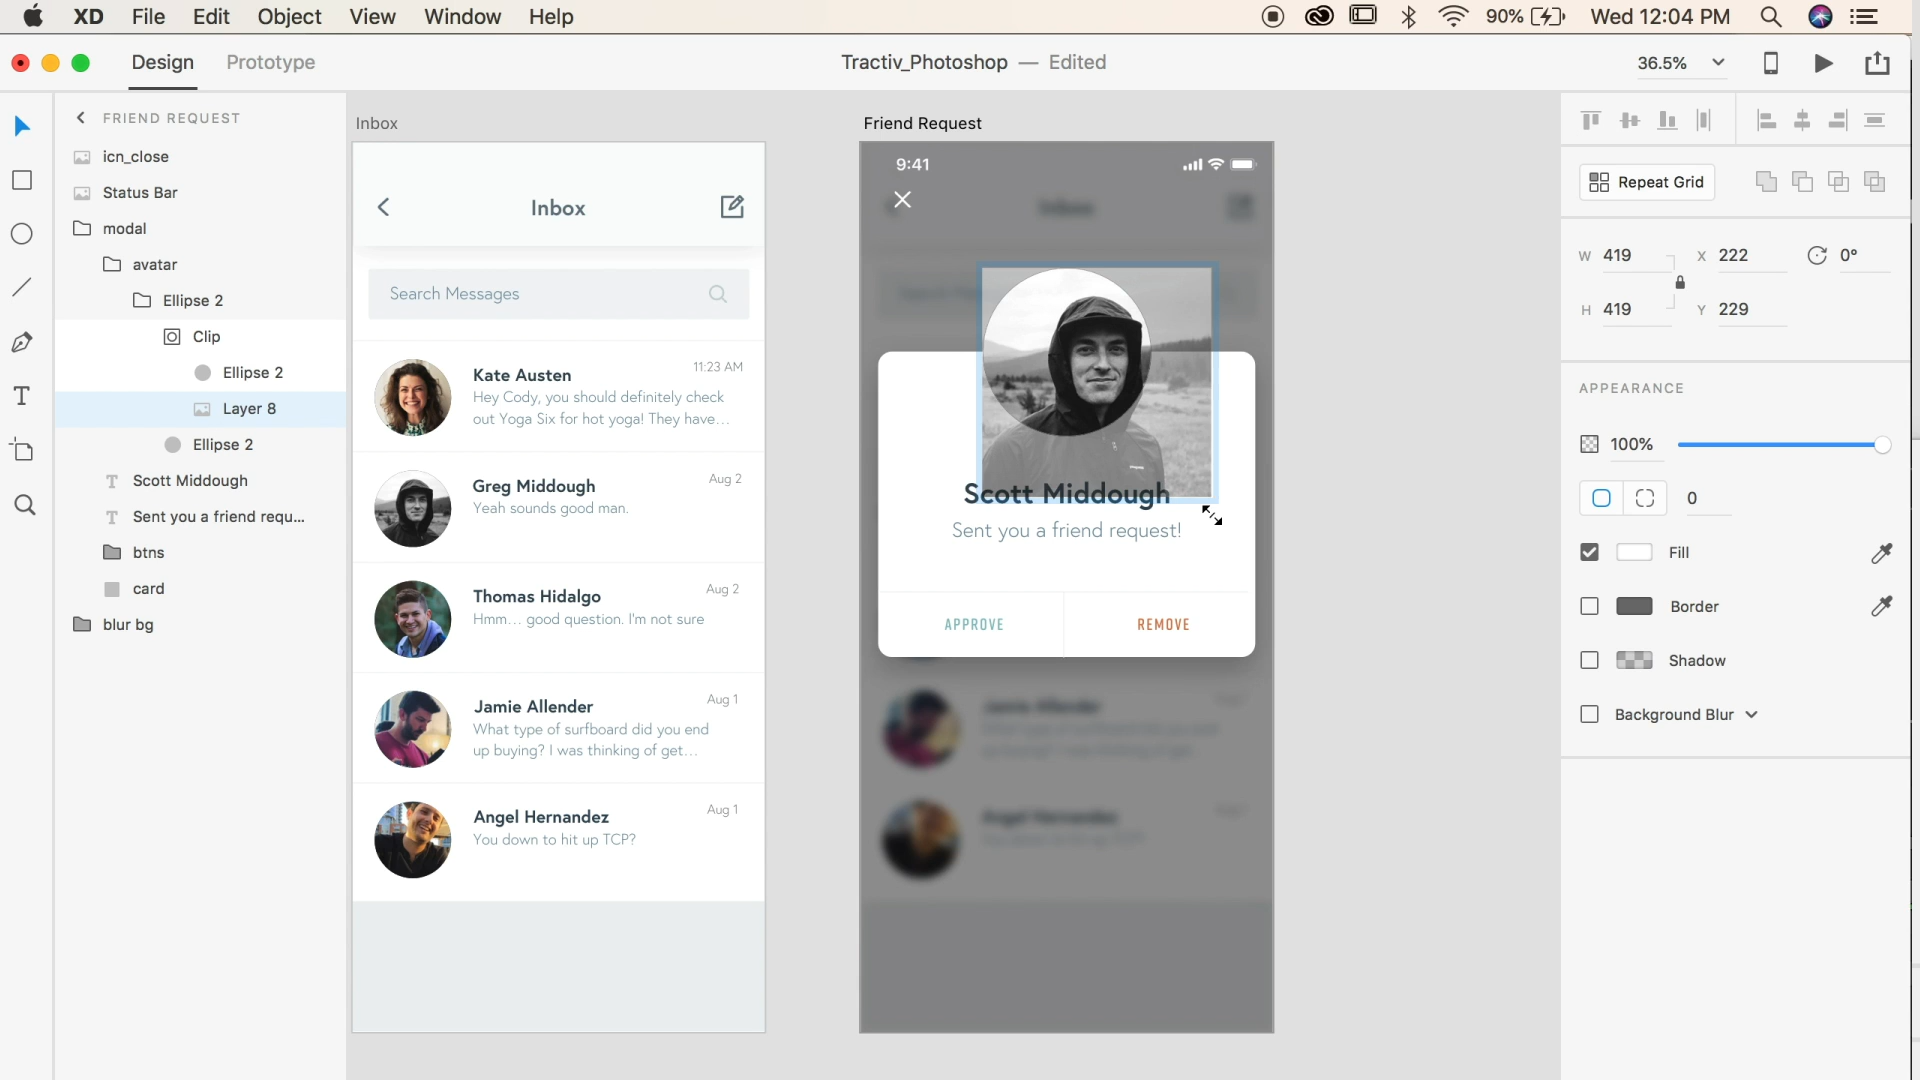 XD File Edit Object View Window Help
90% Wed 12:04 PM
Design Prototype
Tractiv_Photoshop — Edited
36.5%
FRIEND REQUEST
icn_close
Status Bar
modal
avatar
Ellipse 2
Clip
Ellipse 2
Layer 8
Ellipse 2
Scott Middough
Sent you a friend requ...
btns
card
blur bg
Inbox
Inbox
Search Messages
Kate Austen
11:23 AM
Hey Cody, you should definitely check
out Yoga Six for hot yoga! They have...
Greg Middough
Aug 2
Yeah sounds good man.
Thomas Hidalgo
Aug 2
Hmm... good question. I'm not sure
Jamie Allender
Aug 1
What type of surfboard did you end
up buying? I was thinking of get...
Angel Hernandez
Aug 1
You down to hit up TCP?
Friend Request
9:41
Inbox
Scott Middough
Sent you a friend request!
APPROVE
REMOVE
Jamie Allender
Angel Hernandez
Repeat Grid
W 419 X 222 0°
H 419 Y 229
APPEARANCE
100%
0
Fill
Border
Shadow
Background Blur